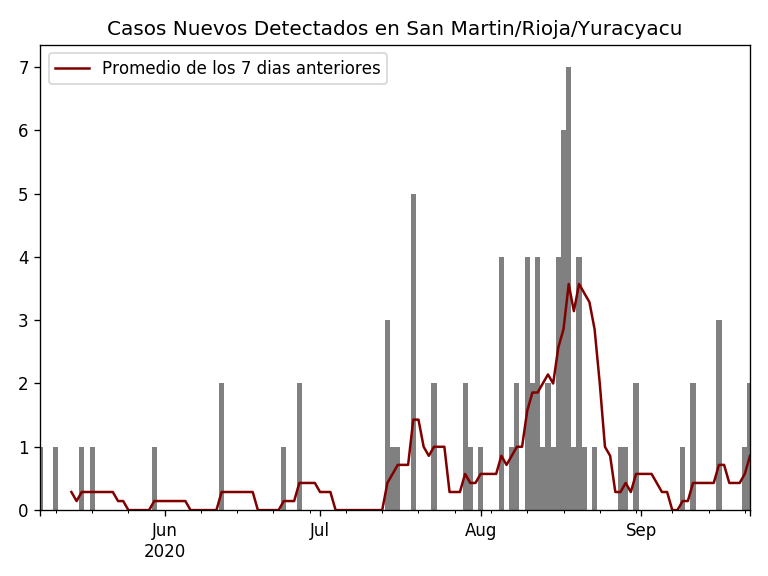 Casos Nuevos Detectados en San Martin/Rioja/Yuracyacu
Promedio de los 7 dias anteriores
7
6
5
4
3
2
1
0
Jun
2020
Jul
Aug
Sep